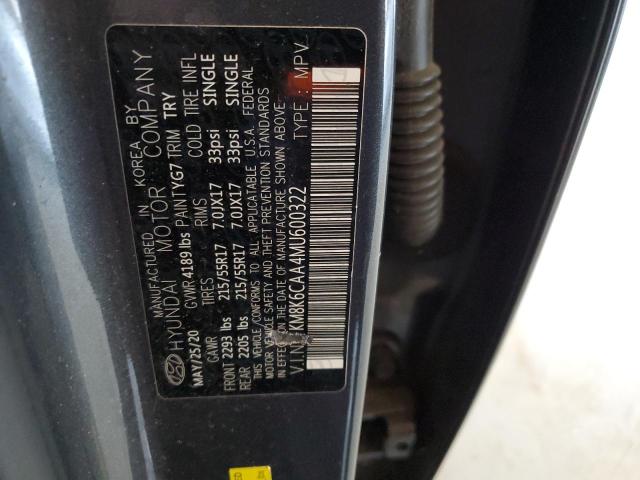 MANUFACTURED IN KOREA BY
HYUNDAI MOTOR COMPANY
MAY/25/20 GVWR 4189 lbs PAINT YG7 TRIM TRY
GAWR TIRES RIMS COLD TIRE INFL
FRONT 2293 lbs 215/55R17 7.0JX17 33psi SINGLE
REAR 2205 lbs 215/55R17 7.0JX17 33psi SINGLE
THIS VEHICLE CONFORMS TO ALL APPLICATABLE U.S.A. FEDERAL
MOTOR VEHICLE SAFETY AND THEFT PREVENTION STANDARDS
IN EFFECT ON THE DATE OF MANUFACTURE SHOWN ABOVE.
V.I.N: KM8K6CAA4MU600322 TYPE: MPV